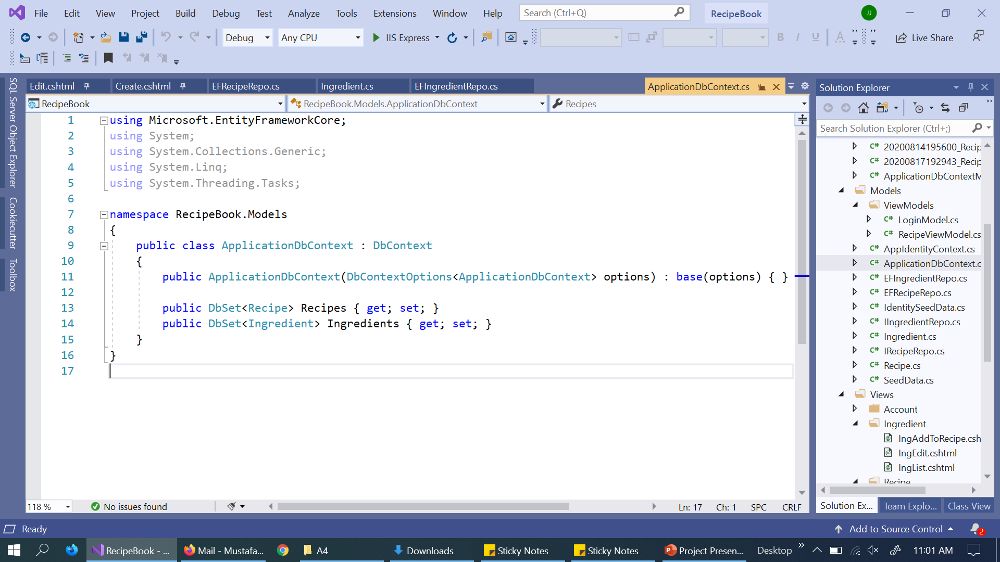 File Edit View Project Build Debug Test Analyze Tools Extensions Window Help Search (Ctrl+Q) RecipeBook JJ
Debug Any CPU IIS Express B I U A Live Share
SQL Server Object Explorer
Cookiecutter
Toolbox
Edit.cshtml Create.cshtml EFRecipeRepo.cs Ingredient.cs EFIngredientRepo.cs ApplicationDbContext.cs
RecipeBook RecipeBook.Models.ApplicationDbContext Recipes
1 using Microsoft.EntityFrameworkCore;
2 using System;
3 using System.Collections.Generic;
4 using System.Linq;
5 using System.Threading.Tasks;
6
7 namespace RecipeBook.Models
8 {
9 public class ApplicationDbContext : DbContext
10 {
11 public ApplicationDbContext(DbContextOptions<ApplicationDbContext> options) : base(options) { }
12
13 public DbSet<Recipe> Recipes { get; set; }
14 public DbSet<Ingredient> Ingredients { get; set; }
15 }
16 }
17
118 % No issues found Ln: 17 Ch: 1 SPC CRLF
Solution Explorer
Search Solution Explorer (Ctrl+;)
C# 20200814195600_Recip
C# 20200817192943_Recip
C# ApplicationDbContextM
Models
ViewModels
C# LoginModel.cs
C# RecipeViewModel.cs
C# AppIdentityContext.cs
C# ApplicationDbContext.c
C# EFIngredientRepo.cs
C# EFRecipeRepo.cs
C# IdentitySeedData.cs
C# IIngredientRepo.cs
C# Ingredient.cs
C# IRecipeRepo.cs
C# Recipe.cs
C# SeedData.cs
Views
Account
Ingredient
IngAddToRecipe.csh
IngEdit.cshtml
IngList.cshtml
Recipe
Solution Ex... Team Explo... Class View
Ready Add to Source Control 2
RecipeBook - ... Mail - Mustafa... A4 Downloads Sticky Notes Sticky Notes Project Presen... Desktop 11:01 AM